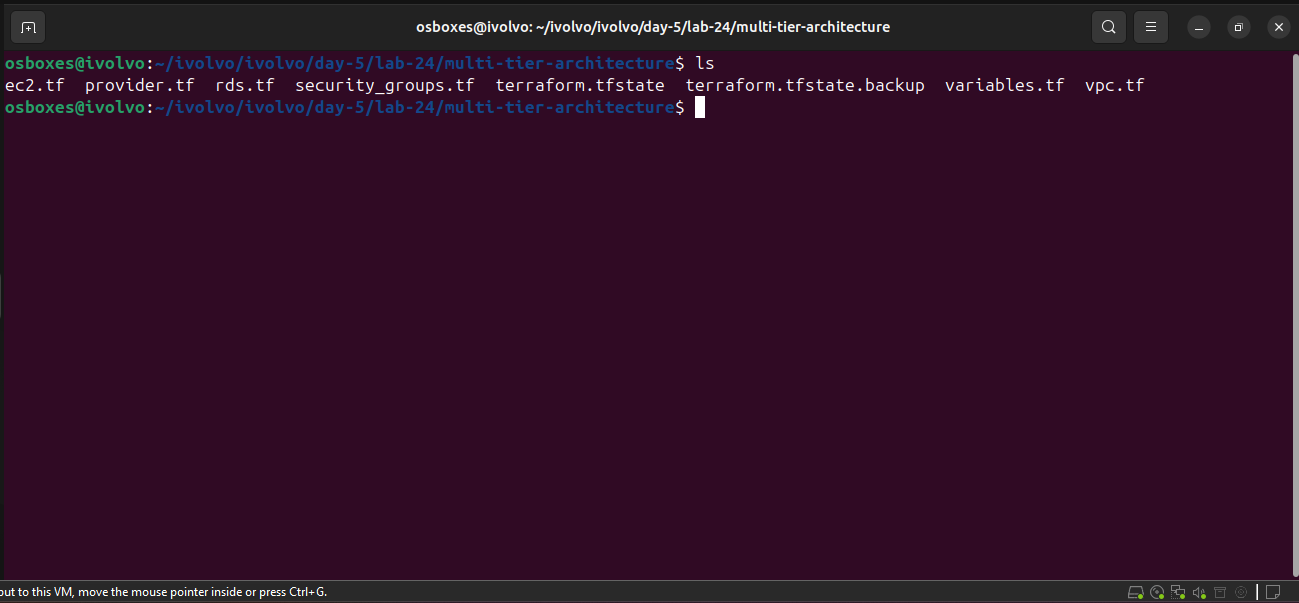 osboxes@ivolvo: ~/ivolvo/ivolvo/day-5/lab-24/multi-tier-architecture
osboxes@ivolvo:~/ivolvo/ivolvo/day-5/lab-24/multi-tier-architecture$ ls
ec2.tf  provider.tf  rds.tf  security_groups.tf  terraform.tfstate  terraform.tfstate.backup  variables.tf  vpc.tf
osboxes@ivolvo:~/ivolvo/ivolvo/day-5/lab-24/multi-tier-architecture$
to this VM, move the mouse pointer inside or press Ctrl+G.